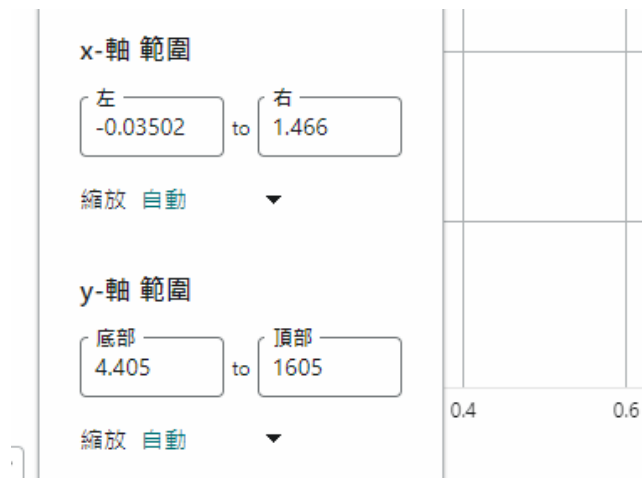 x-軸 範圍
左 右
-0.03502 to 1.466
縮放 自動
y-軸 範圍
底部 頂部
4.405 to 1605
縮放 自動
0.4 0.6